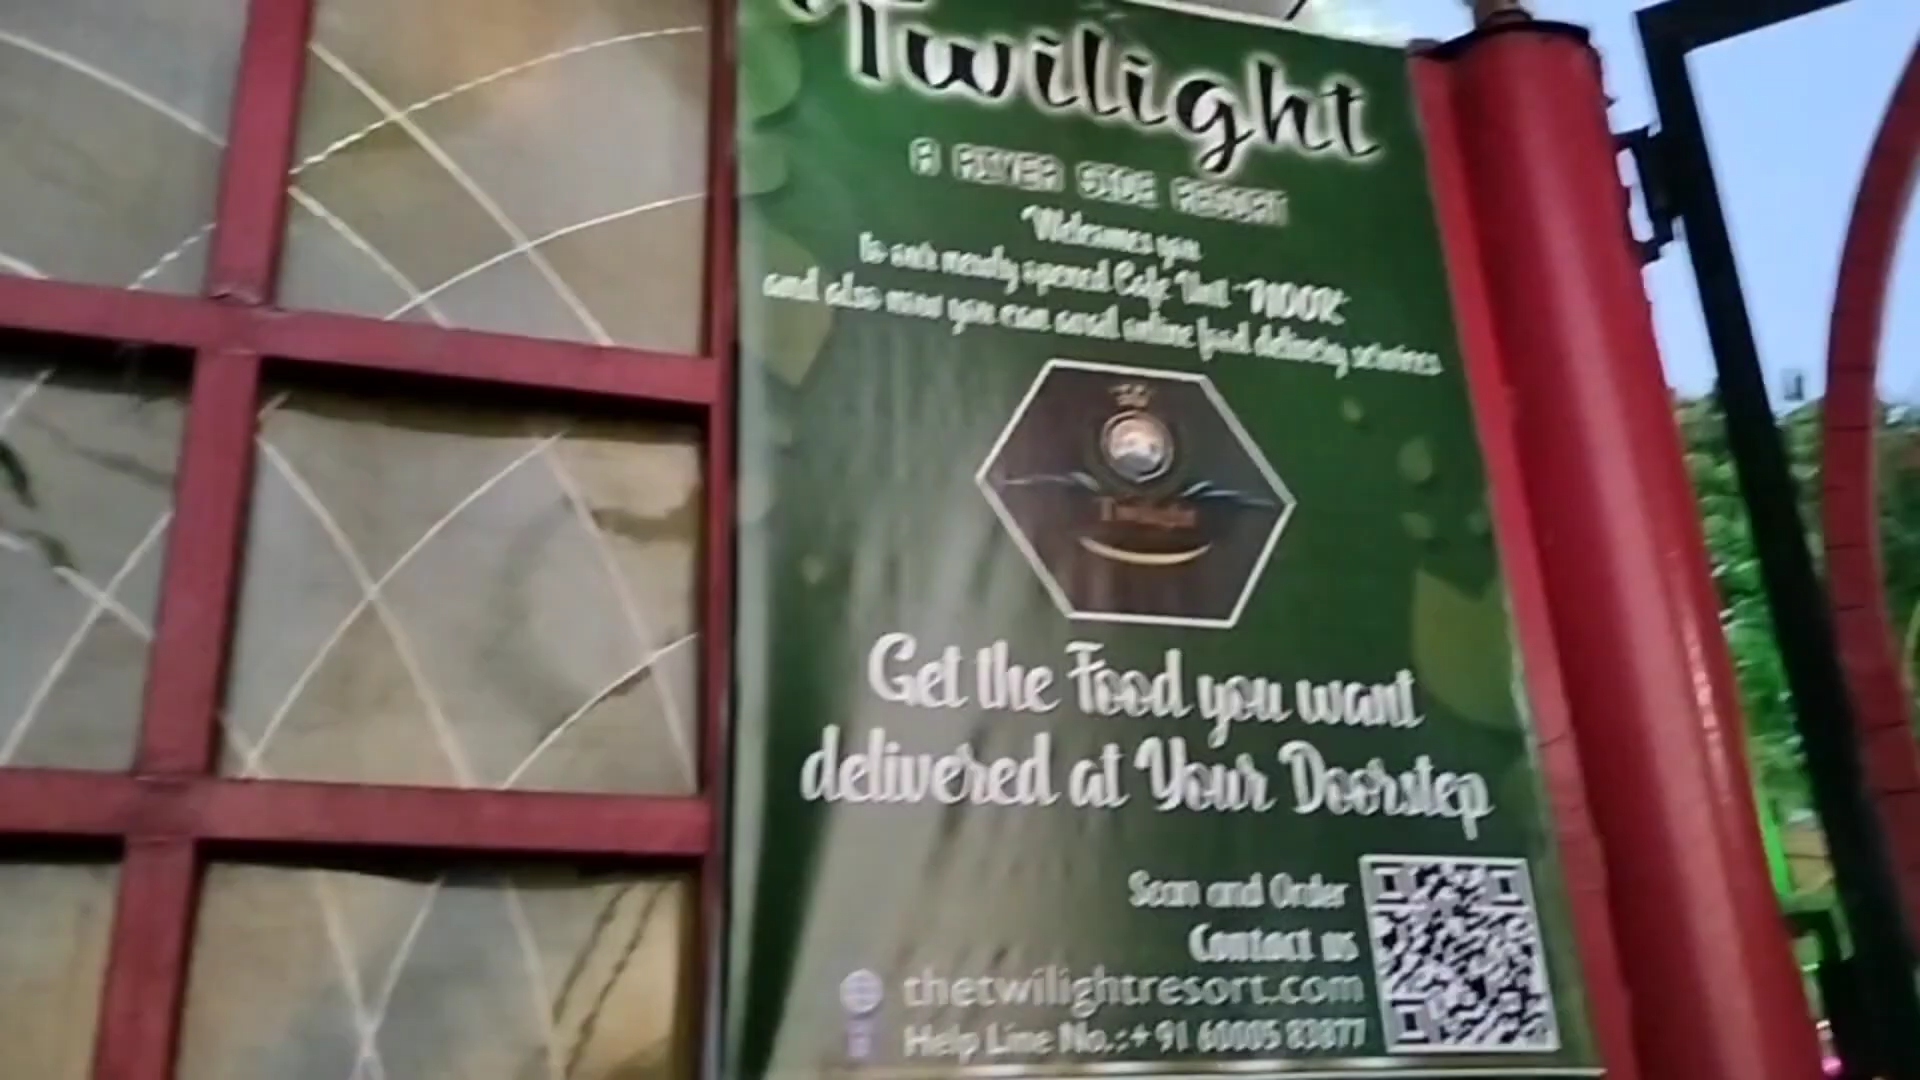 Twilight
A RIVER SIDE RESORT
Welcomes you
to our newly opened Cafe Unit "NOOK"
and also now you can avail online food delivery services
Twilight
Get the Food you want
delivered at Your Doorstep
Scan and Order
Contact us
thetwilightresort.com
Help Line No.:+ 91 60005 83877